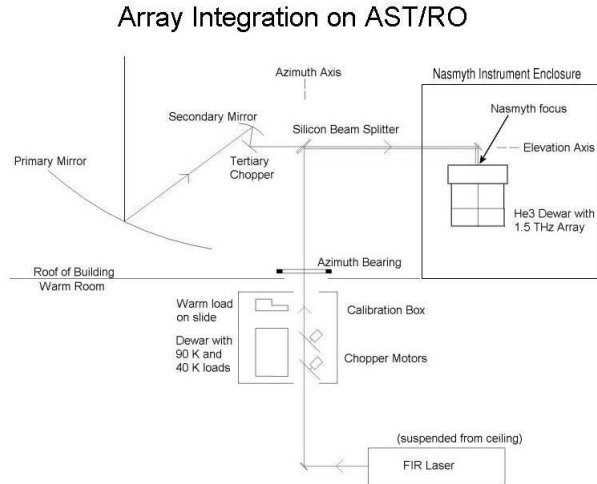 Array Integration on AST/RO
Azimuth Axis
Nasmyth Instrument Enclosure
Nasmyth focus
Secondary Mirror
Silicon Beam Splitter
Elevation Axis
Primary Mirror
Tertiary
Chopper
He3 Dewar with
1.5 THz Array
Azimuth Bearing
Roof of Building
Warm Room
Warm load
on slide
Calibration Box
Dewar with
90 K and
40 K loads
Chopper Motors
(suspended from ceiling)
FIR Laser